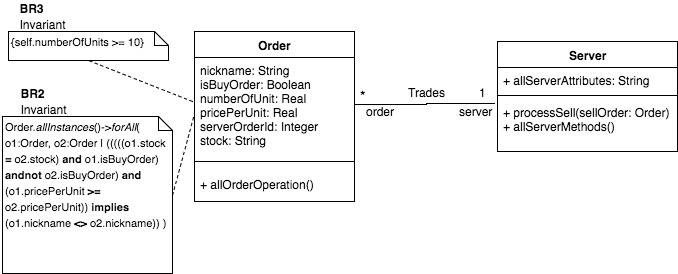 BR3
Invariant
{self.numberOfUnits >= 10}
BR2
Invariant
Order.allInstances()->forAll(
o1:Order, o2:Order I (((((o1.stock
= o2.stock) and o1.isBuyOrder)
andnot o2.isBuyOrder) and
(o1.pricePerUnit >=
o2.pricePerUnit)) implies
(o1.nickname <> o2.nickname)) )
Order
nickname: String
isBuyOrder: Boolean
numberOfUnit: Real
pricePerUnit: Real
serverOrderId: Integer
stock: String
+ allOrderOperation()
* Trades 1
order server
Server
+ allServerAttributes: String
+ processSell(sellOrder: Order)
+ allServerMethods()